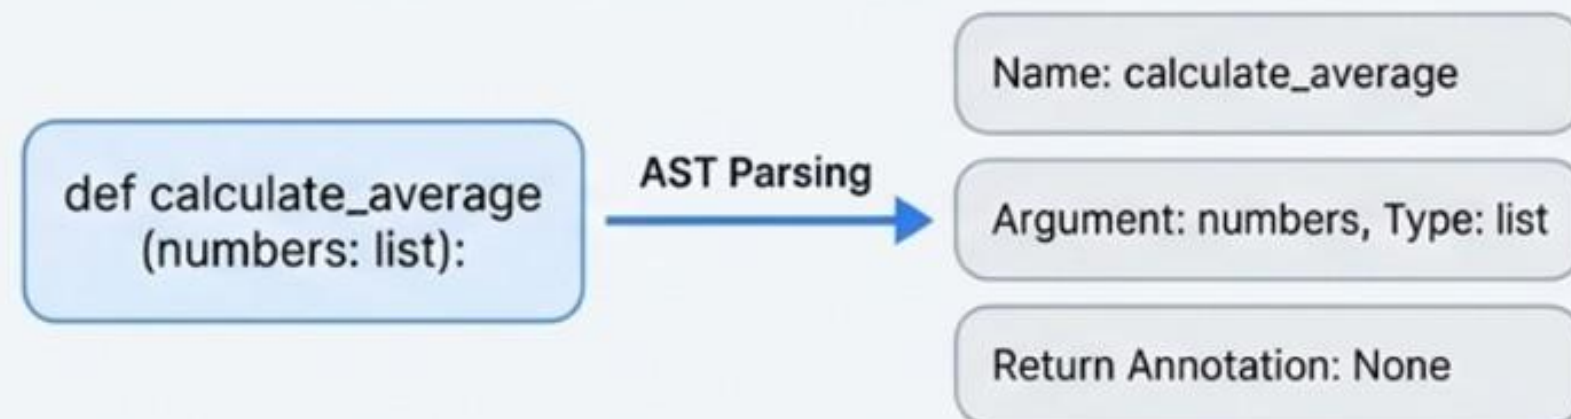 def calculate_average
(numbers: list):
AST Parsing
Name: calculate_average
Argument: numbers, Type: list
Return Annotation: None